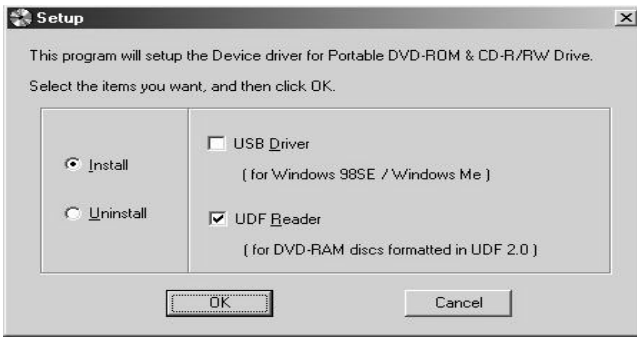 Setup
This program will setup the Device driver for Portable DVD-ROM & CD-R/RW Drive.
Select the items you want, and then click OK.
Install
Uninstall
USB Driver
( for Windows 98SE / Windows Me )
UDF Reader
( for DVD-RAM discs formatted in UDF 2.0 )
OK
Cancel